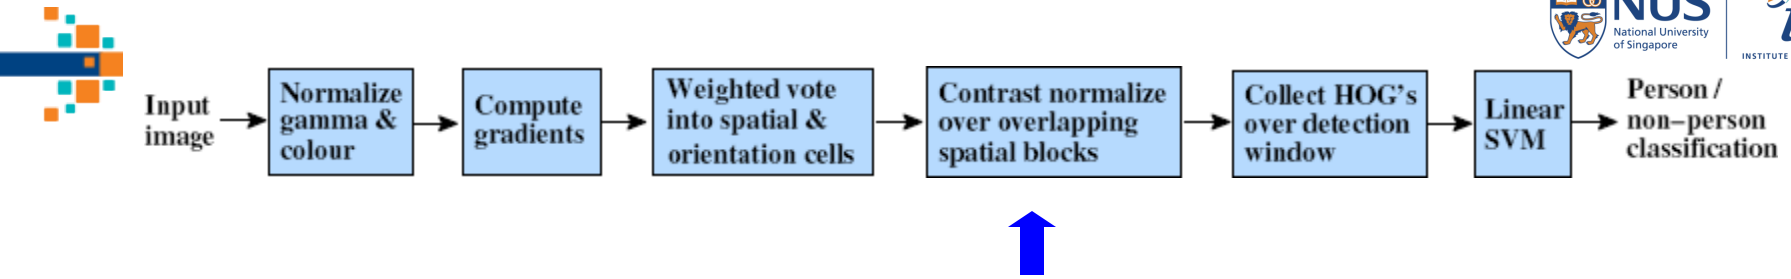 NUS
National University
of Singapore
INSTITUTE
Input
image
Normalize
gamma &
colour
Compute
gradients
Weighted vote
into spatial &
orientation cells
Contrast normalize
over overlapping
spatial blocks
Collect HOG's
over detection
window
Linear
SVM
Person /
non–person
classification